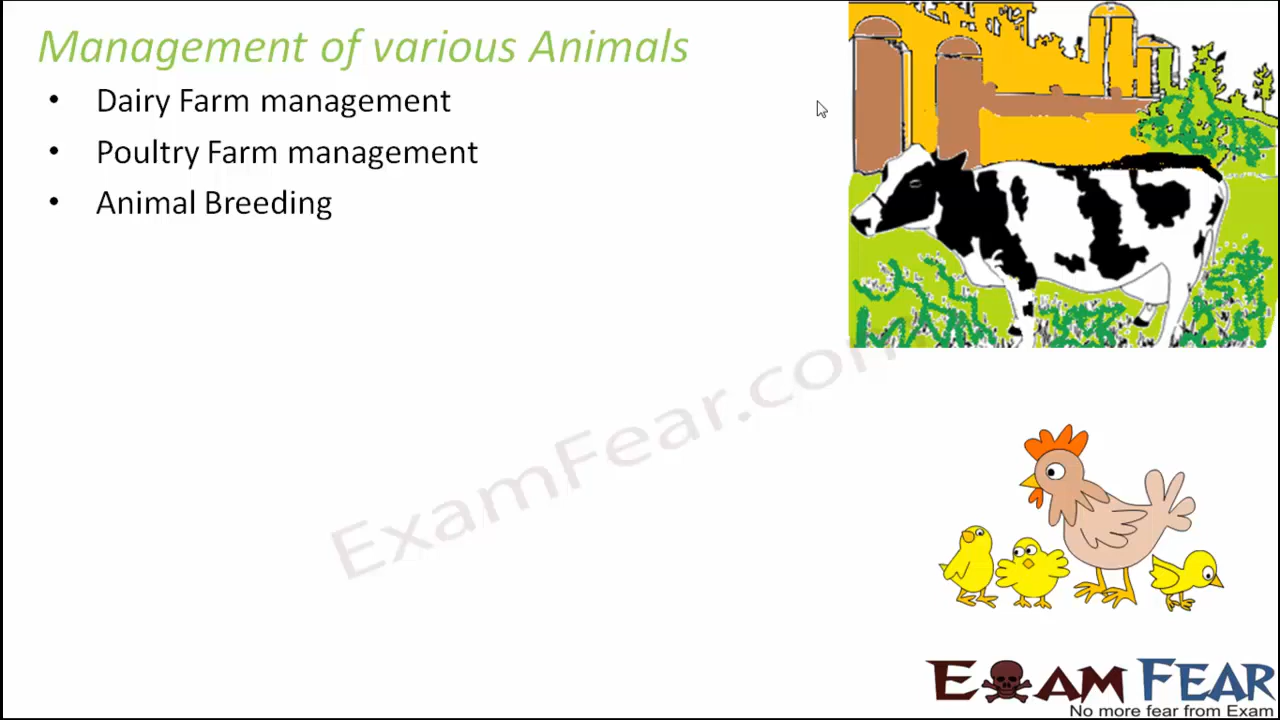 Management of various Animals
• Dairy Farm management
• Poultry Farm management
• Animal Breeding
ExamFear.com
EXAM FEAR
No more fear from Exam